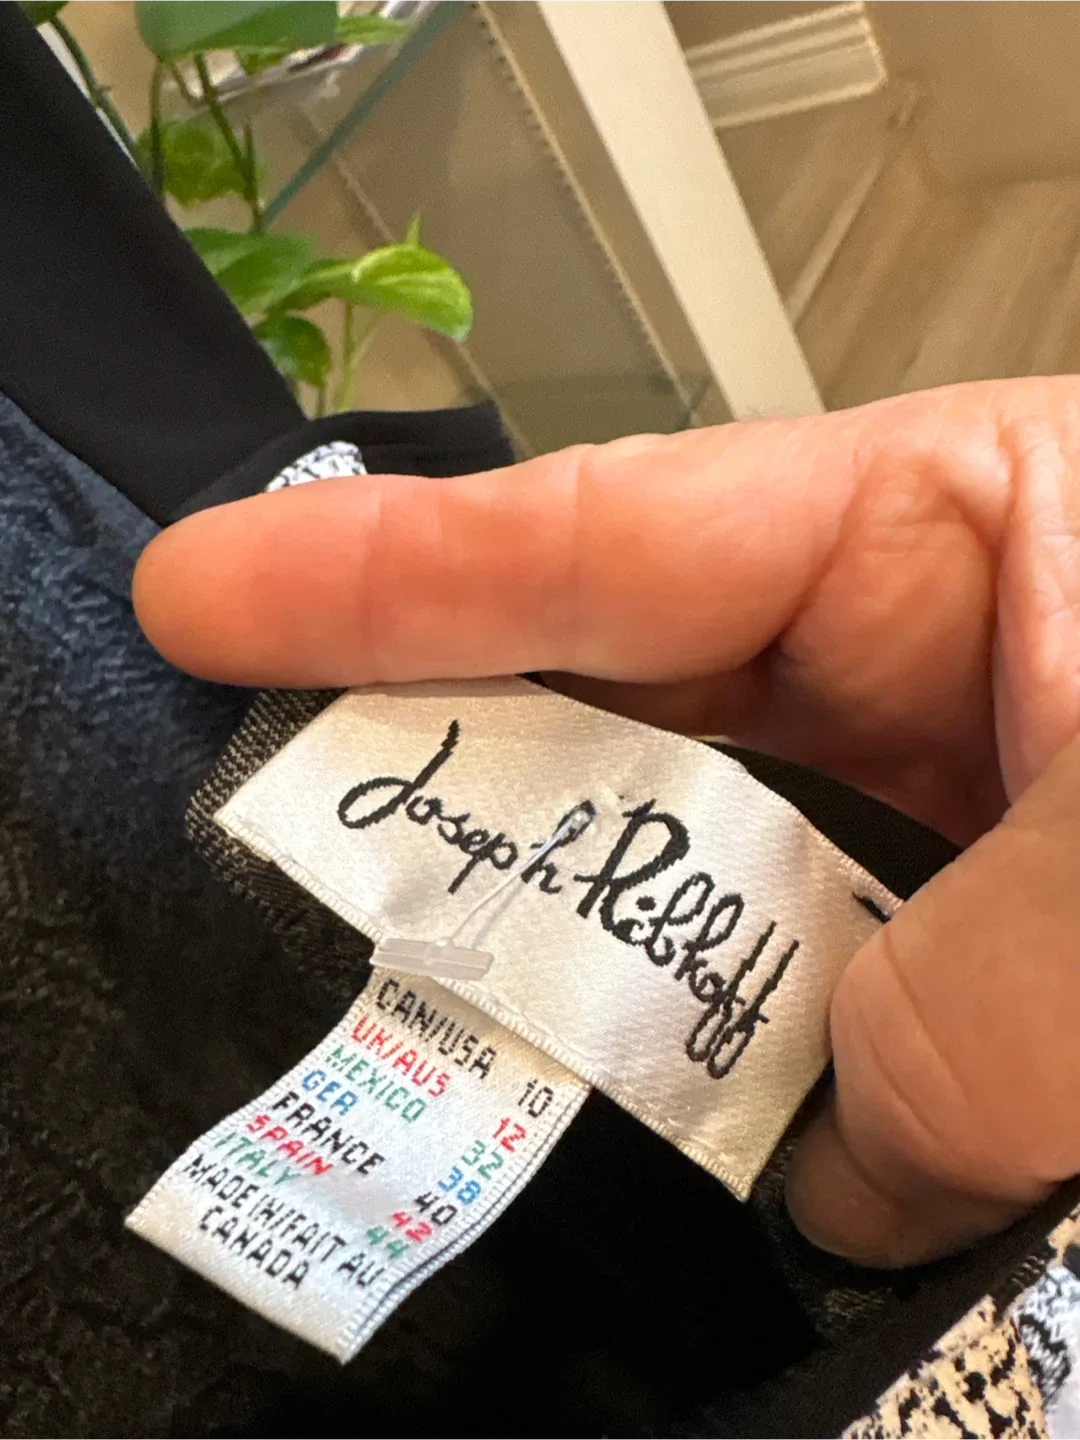 Joseph Ribkoff
CAN/USA 10
UK/AUS 12
MEXICO 32
GER 38
FRANCE 40
SPAIN 42
ITALY 44
MADE IN/FAIT AU
CANADA